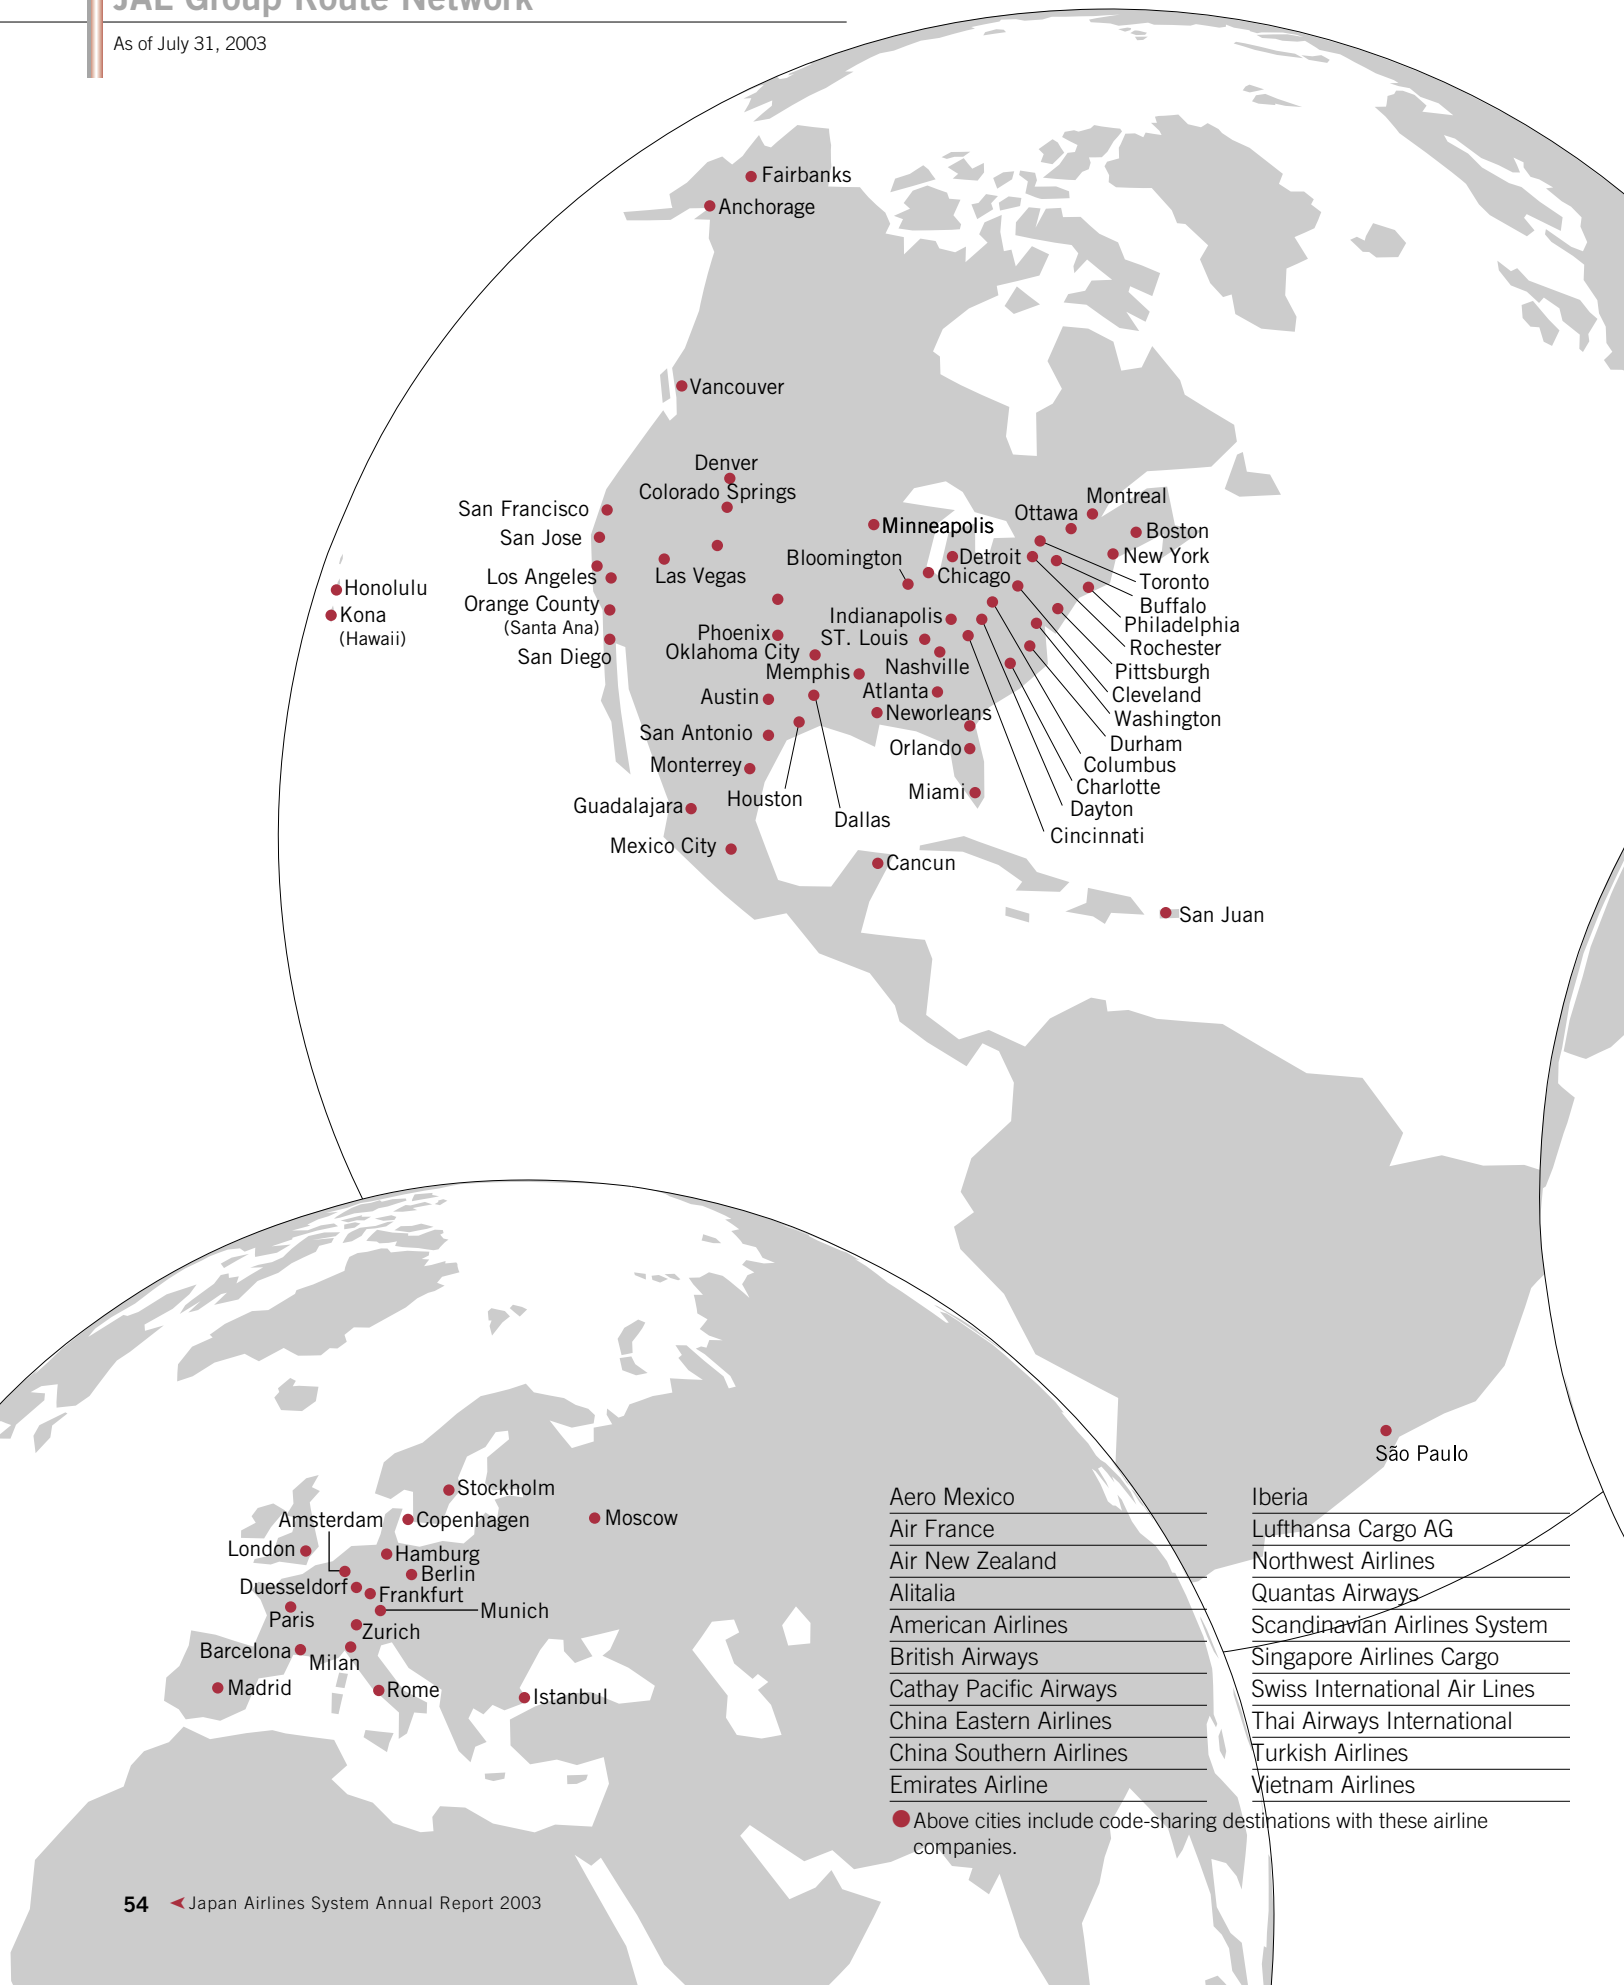 JAL Group Route Network
As of July 31, 2003
Fairbanks
Anchorage
Vancouver
Denver
Colorado Springs
San Francisco
San Jose
Las Vegas
Los Angeles
Orange County
(Santa Ana)
San Diego
Honolulu
Kona
(Hawaii)
Minneapolis
Bloomington
Detroit
Chicago
Ottawa
Montreal
Boston
New York
Toronto
Buffalo
Philadelphia
Rochester
Pittsburgh
Cleveland
Washington
Durham
Columbus
Charlotte
Dayton
Cincinnati
Indianapolis
ST. Louis
Nashville
Phoenix
Oklahoma City
Memphis
Atlanta
Neworleans
Austin
San Antonio
Monterrey
Orlando
Miami
Houston
Dallas
Guadalajara
Mexico City
Cancun
San Juan
São Paulo
Stockholm
Amsterdam
Copenhagen
Moscow
London
Hamburg
Berlin
Duesseldorf
Frankfurt
Paris
Munich
Zurich
Barcelona
Milan
Madrid
Rome
Istanbul
Aero Mexico
Air France
Air New Zealand
Alitalia
American Airlines
British Airways
Cathay Pacific Airways
China Eastern Airlines
China Southern Airlines
Emirates Airline
Iberia
Lufthansa Cargo AG
Northwest Airlines
Quantas Airways
Scandinavian Airlines System
Singapore Airlines Cargo
Swiss International Air Lines
Thai Airways International
Turkish Airlines
Vietnam Airlines
Above cities include code-sharing destinations with these airline
companies.
54 Japan Airlines System Annual Report 2003